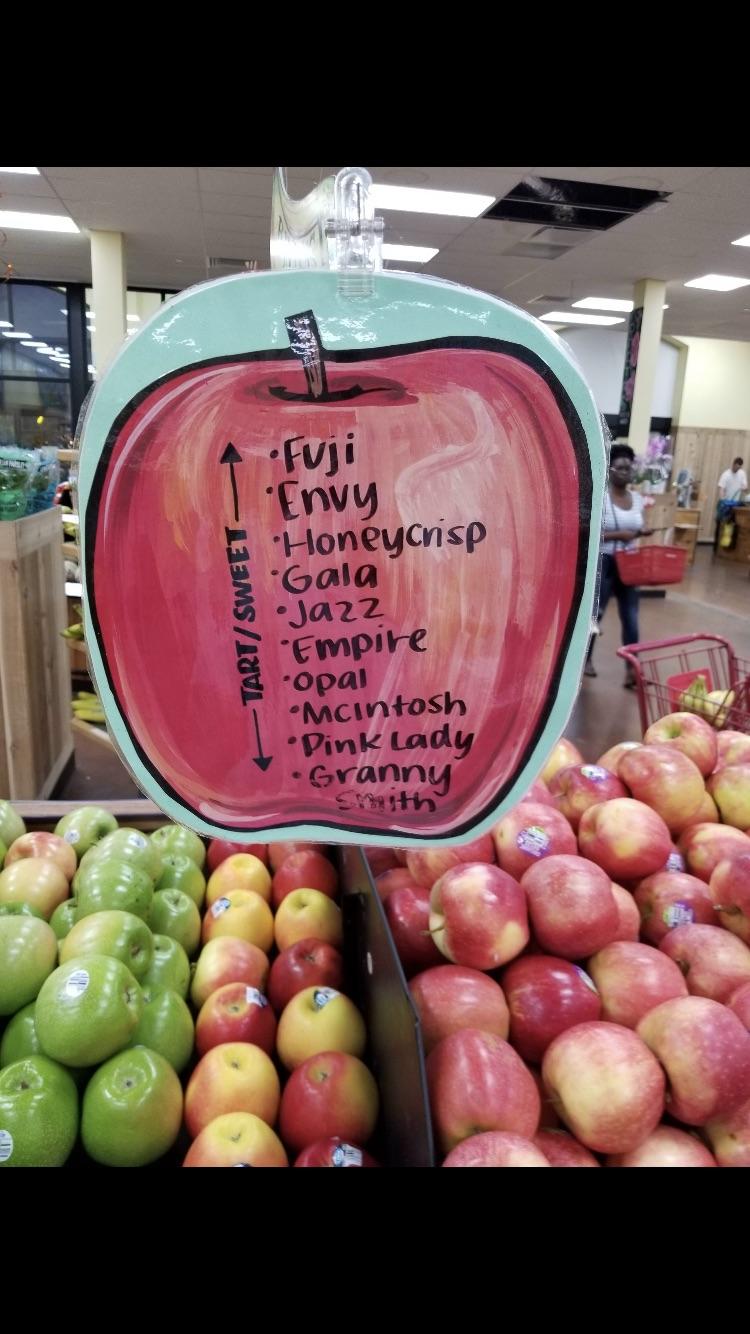 TART/SWEET
·Fuji
·Envy
·Honeycrisp
·Gala
·Jazz
·Empire
·Opal
·McIntosh
·Pink Lady
·Granny
Smith